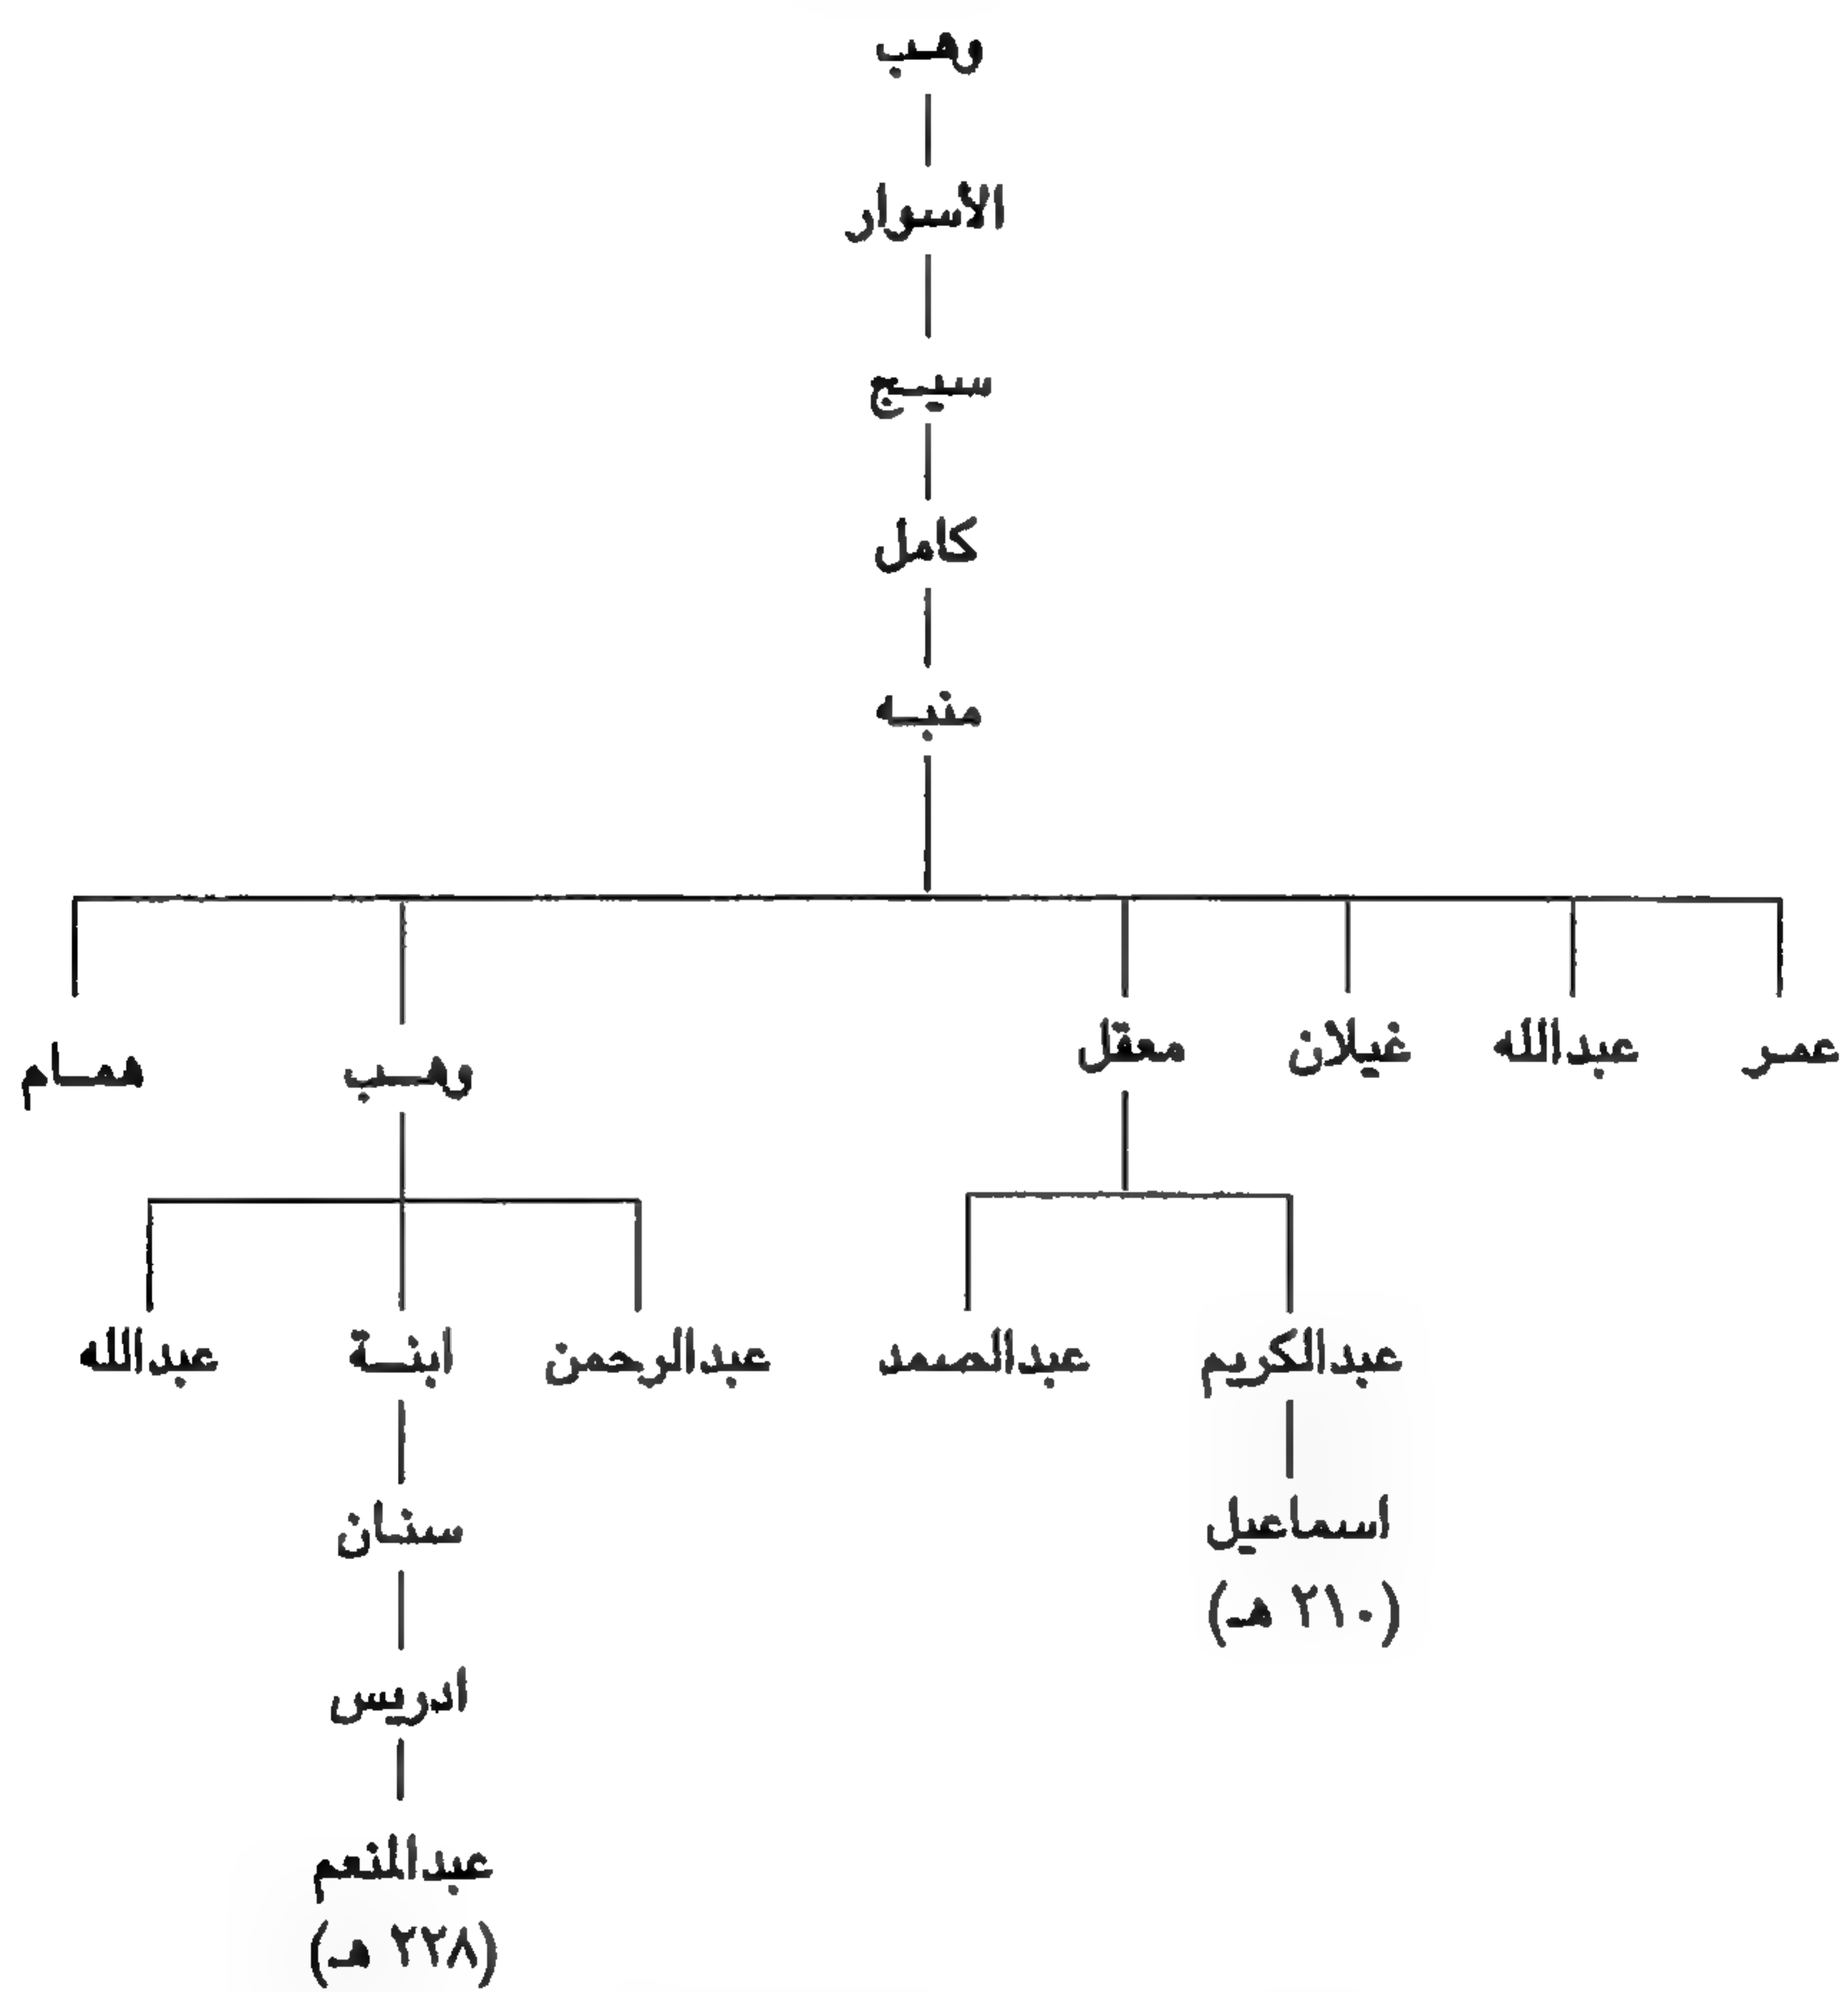 وهب
الأسوار
سيج
كامل
منبه
عمر
عبدالله
غيلان
معقل
وهب
همام
عبدالكريم
عبدالصمد
عبدالرحمن
ابنة
عبدالله
اسماعيل
(٢١٠ هـ)
سنان
ادريس
عبدالمنعم
(٢٢٨ هـ)